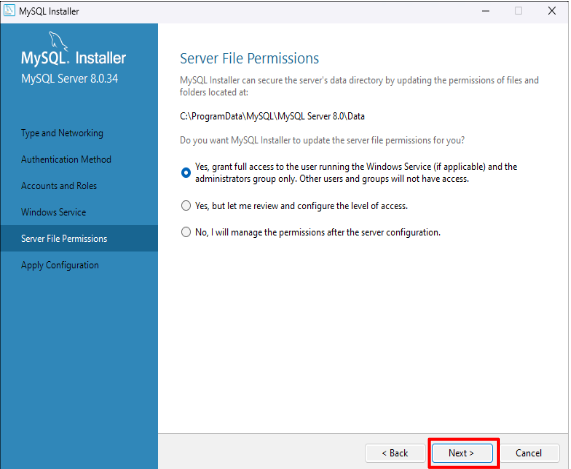 MySQL Installer
MySQL. Installer
MySQL Server 8.0.34
Type and Networking
Authentication Method
Accounts and Roles
Windows Service
Server File Permissions
Apply Configuration
Server File Permissions
MySQL Installer can secure the server's data directory by updating the permissions of files and
folders located at:
C:\ProgramData\MySQL\MySQL Server 8.0\Data
Do you want MySQL Installer to update the server file permissions for you?
Yes, grant full access to the user running the Windows Service (if applicable) and the
administrators group only. Other users and groups will not have access.
Yes, but let me review and configure the level of access.
No, I will manage the permissions after the server configuration.
< Back
Next >
Cancel